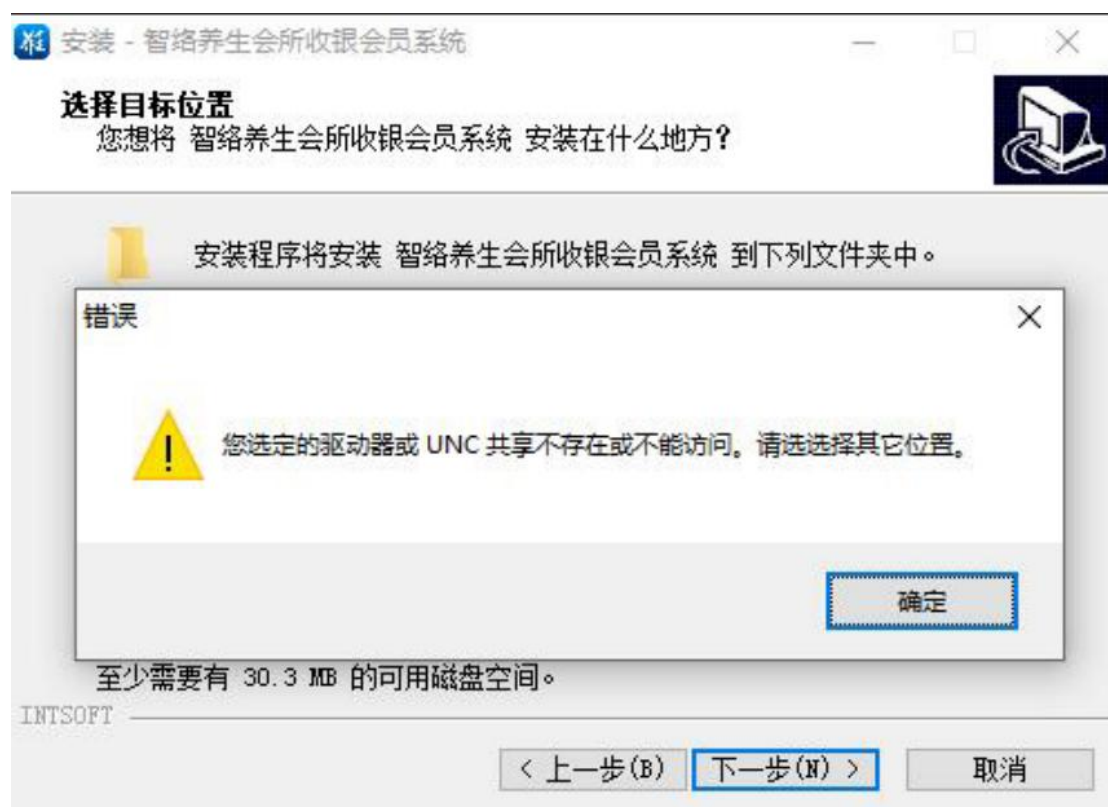 安装 - 智络养生会所收银会员系统
选择目标位置
您想将 智络养生会所收银会员系统 安装在什么地方?
安装程序将安装 智络养生会所收银会员系统 到下列文件夹中。
错误
您选定的驱动器或 UNC 共享不存在或不能访问。请选选择其它位置。
确定
至少需要有 30.3 MB 的可用磁盘空间。
INTSOFT
< 上一步(B)
下一步(N) >
取消